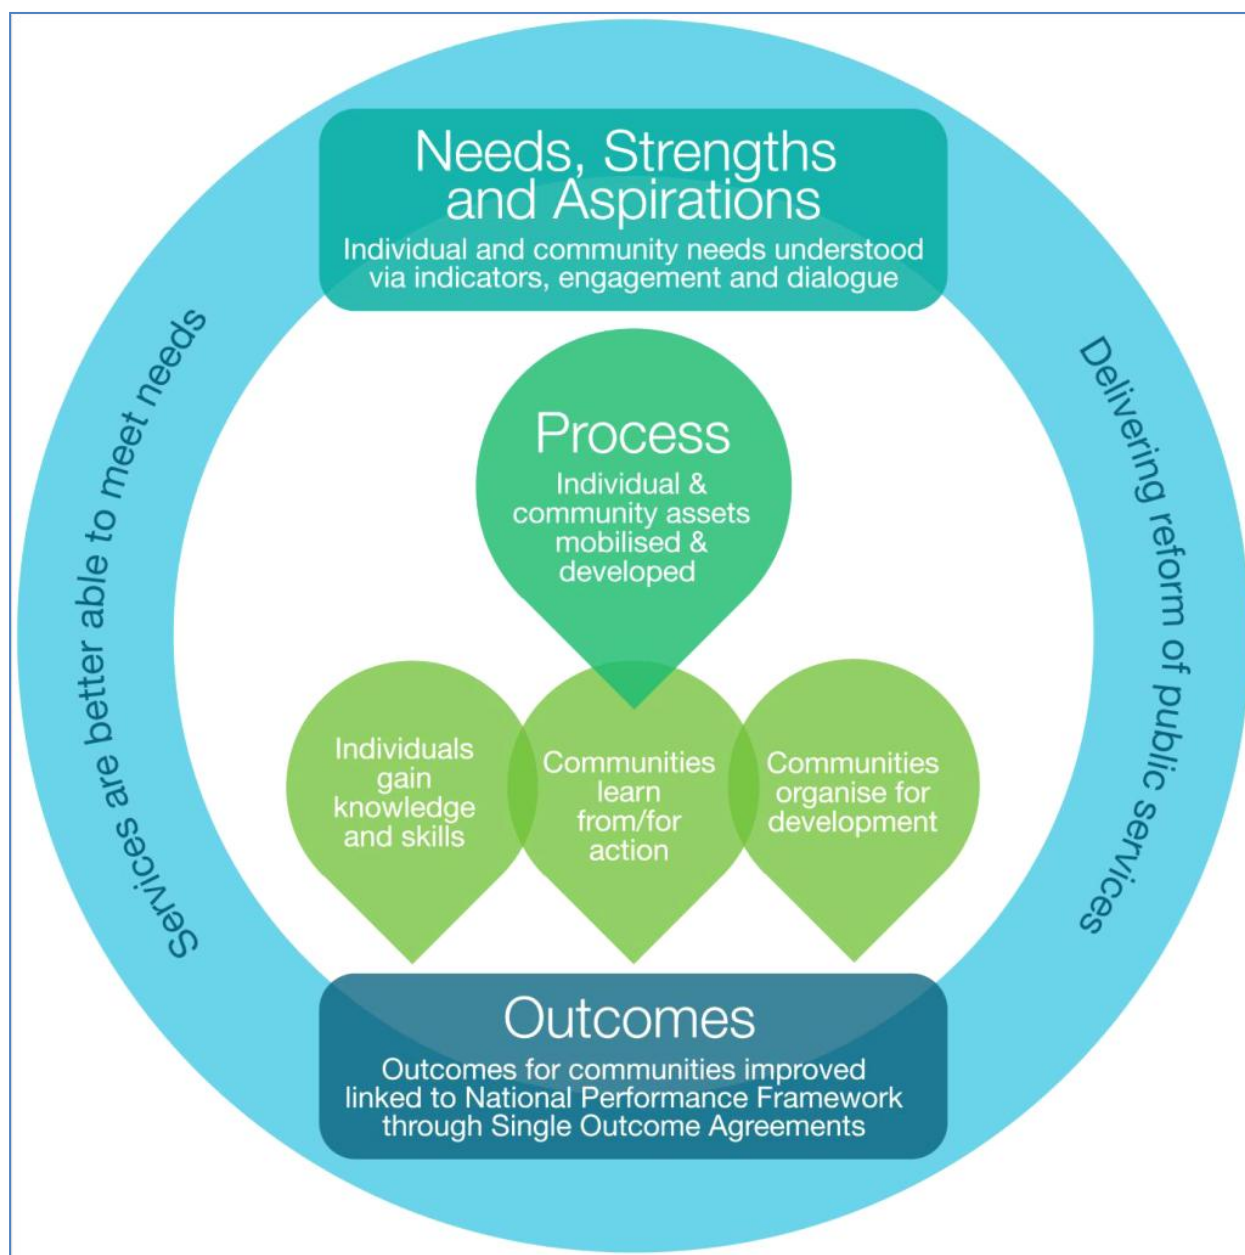 Needs, Strengths
and Aspirations
Individual and community needs understood
via indicators, engagement and dialogue
Services are better able to meet needs
Delivering reform of public services
Process
Individual &
community assets
mobilised &
developed
Individuals
gain
knowledge
and skills
Communities
learn
from/for
action
Communities
organise for
development
Outcomes
Outcomes for communities improved
linked to National Performance Framework
through Single Outcome Agreements